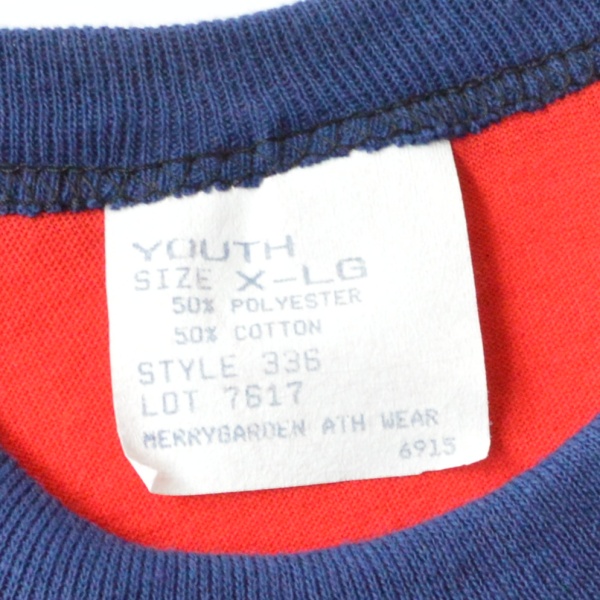 YOUTH
SIZE X-LG
50% POLYESTER
50% COTTON
STYLE 336
LOT 7617
MERRYGARDEN ATH WEAR
6915